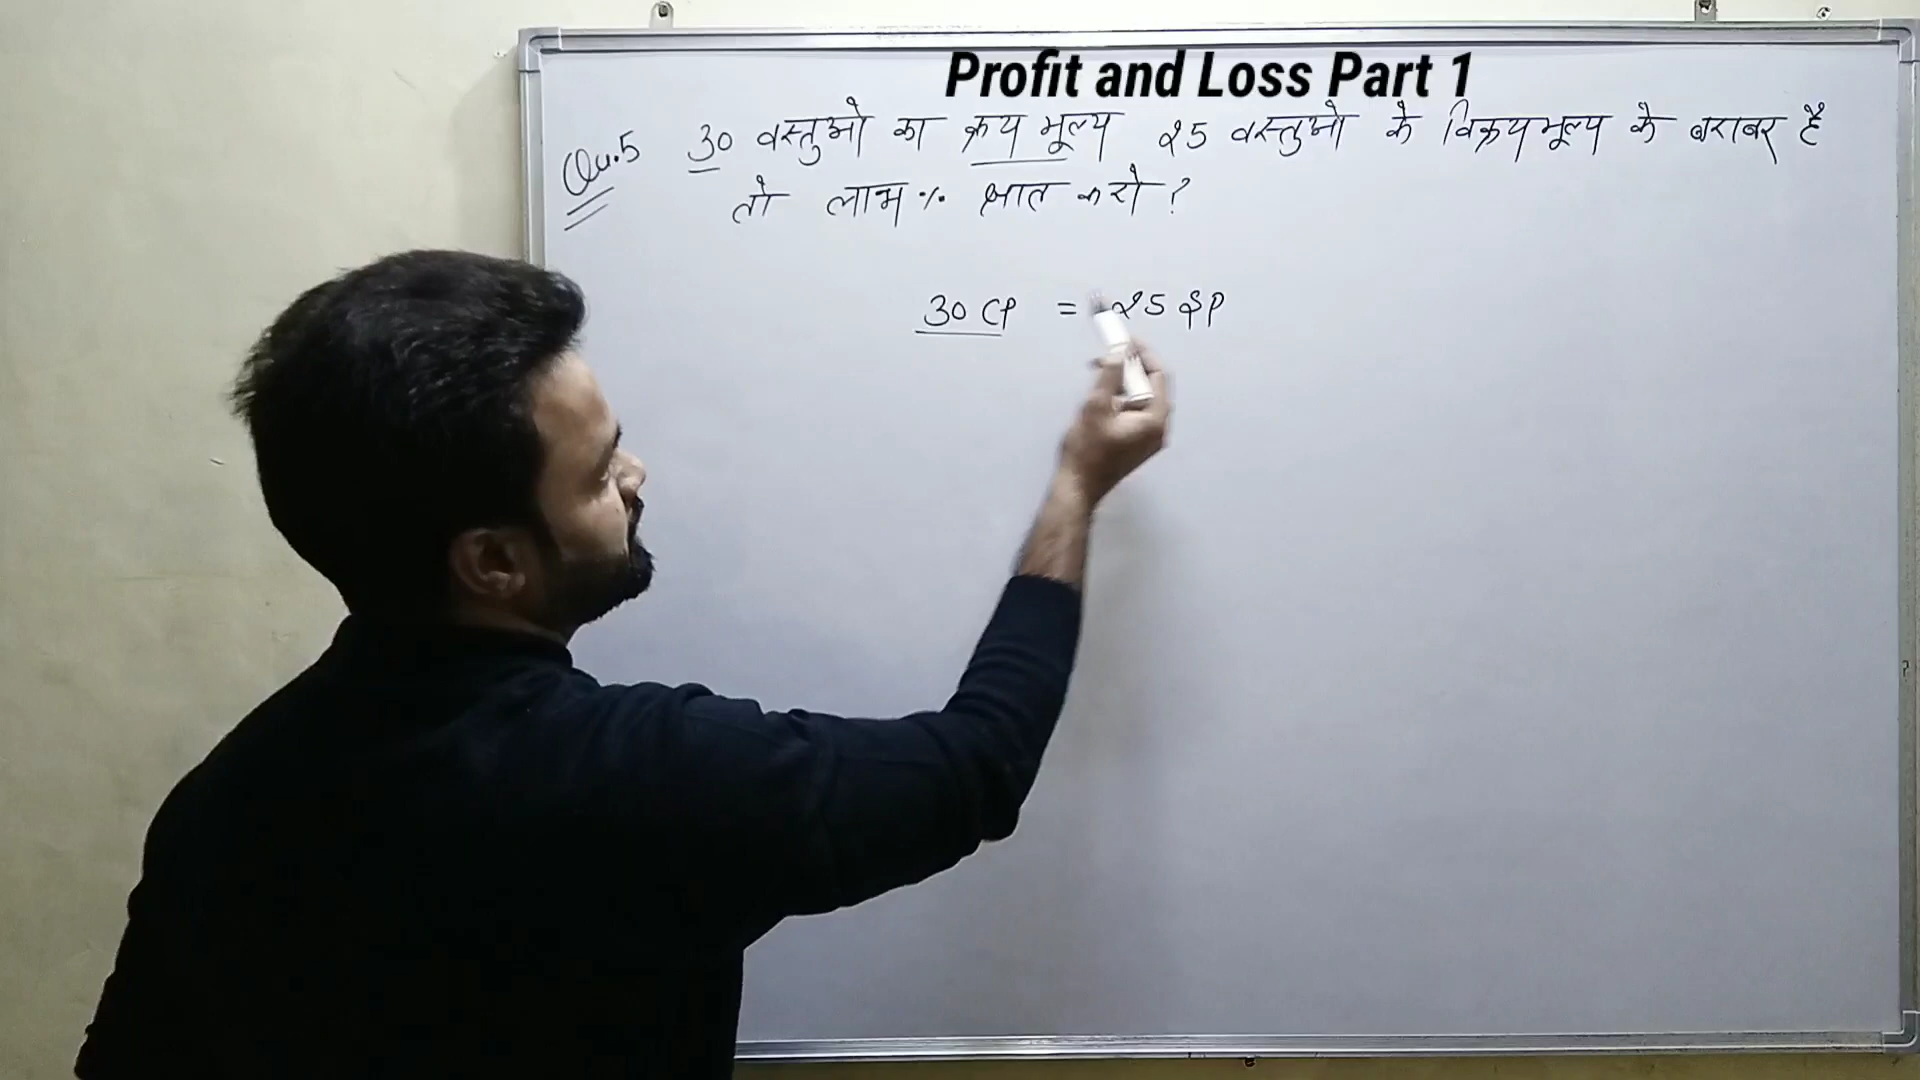 Profit and Loss Part 1
Qu.5 30 वस्तुओ का क्रय मूल्य 25 वस्तुओ के विक्रयमूल्य के बराबर है
तो लाभ % ज्ञात करो ?
30 CP = 25 SP